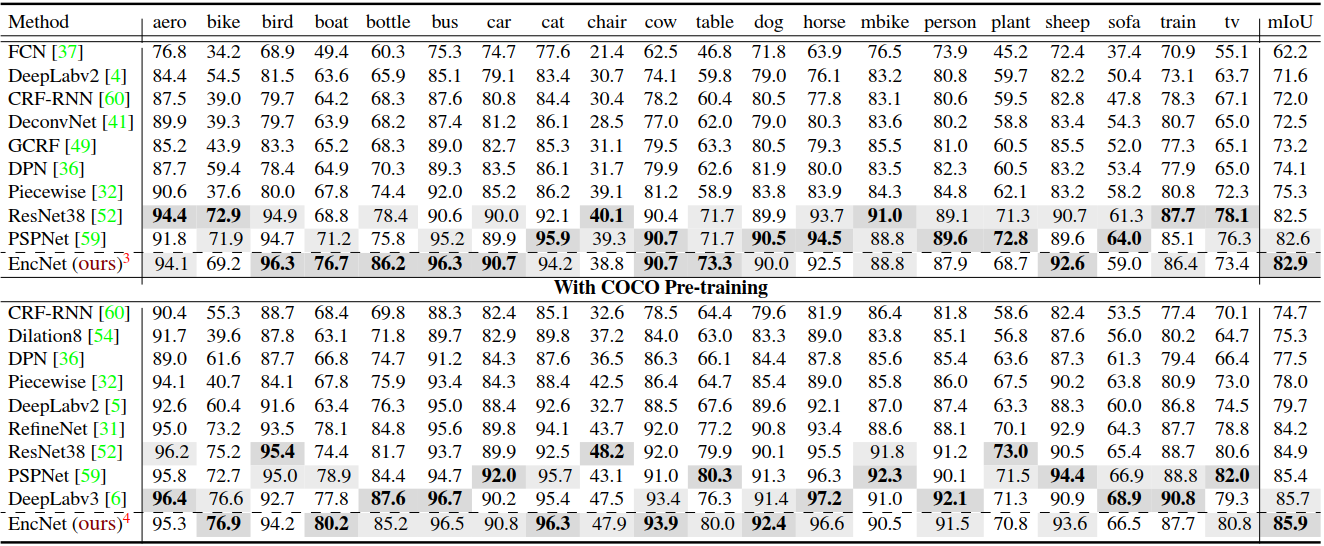 Method aero bike bird boat bottle bus car cat chair cow table dog horse mbike person plant sheep sofa train tv mIoU
FCN [37] 76.8 34.2 68.9 49.4 60.3 75.3 74.7 77.6 21.4 62.5 46.8 71.8 63.9 76.5 73.9 45.2 72.4 37.4 70.9 55.1 62.2
DeepLabv2 [4] 84.4 54.5 81.5 63.6 65.9 85.1 79.1 83.4 30.7 74.1 59.8 79.0 76.1 83.2 80.8 59.7 82.2 50.4 73.1 63.7 71.6
CRF-RNN [60] 87.5 39.0 79.7 64.2 68.3 87.6 80.8 84.4 30.4 78.2 60.4 80.5 77.8 83.1 80.6 59.5 82.8 47.8 78.3 67.1 72.0
DeconvNet [41] 89.9 39.3 79.7 63.9 68.2 87.4 81.2 86.1 28.5 77.0 62.0 79.0 80.3 83.6 80.2 58.8 83.4 54.3 80.7 65.0 72.5
GCRF [49] 85.2 43.9 83.3 65.2 68.3 89.0 82.7 85.3 31.1 79.5 63.3 80.5 79.3 85.5 81.0 60.5 85.5 52.0 77.3 65.1 73.2
DPN [36] 87.7 59.4 78.4 64.9 70.3 89.3 83.5 86.1 31.7 79.9 62.6 81.9 80.0 83.5 82.3 60.5 83.2 53.4 77.9 65.0 74.1
Piecewise [32] 90.6 37.6 80.0 67.8 74.4 92.0 85.2 86.2 39.1 81.2 58.9 83.8 83.9 84.3 84.8 62.1 83.2 58.2 80.8 72.3 75.3
ResNet38 [52] 94.4 72.9 94.9 68.8 78.4 90.6 90.0 92.1 40.1 90.4 71.7 89.9 93.7 91.0 89.1 71.3 90.7 61.3 87.7 78.1 82.5
PSPNet [59] 91.8 71.9 94.7 71.2 75.8 95.2 89.9 95.9 39.3 90.7 71.7 90.5 94.5 88.8 89.6 72.8 89.6 64.0 85.1 76.3 82.6
EncNet (ours)3 94.1 69.2 96.3 76.7 86.2 96.3 90.7 94.2 38.8 90.7 73.3 90.0 92.5 88.8 87.9 68.7 92.6 59.0 86.4 73.4 82.9
With COCO Pre-training
CRF-RNN [60] 90.4 55.3 88.7 68.4 69.8 88.3 82.4 85.1 32.6 78.5 64.4 79.6 81.9 86.4 81.8 58.6 82.4 53.5 77.4 70.1 74.7
Dilation8 [54] 91.7 39.6 87.8 63.1 71.8 89.7 82.9 89.8 37.2 84.0 63.0 83.3 89.0 83.8 85.1 56.8 87.6 56.0 80.2 64.7 75.3
DPN [36] 89.0 61.6 87.7 66.8 74.7 91.2 84.3 87.6 36.5 86.3 66.1 84.4 87.8 85.6 85.4 63.6 87.3 61.3 79.4 66.4 77.5
Piecewise [32] 94.1 40.7 84.1 67.8 75.9 93.4 84.3 88.4 42.5 86.4 64.7 85.4 89.0 85.8 86.0 67.5 90.2 63.8 80.9 73.0 78.0
DeepLabv2 [5] 92.6 60.4 91.6 63.4 76.3 95.0 88.4 92.6 32.7 88.5 67.6 89.6 92.1 87.0 87.4 63.3 88.3 60.0 86.8 74.5 79.7
RefineNet [31] 95.0 73.2 93.5 78.1 84.8 95.6 89.8 94.1 43.7 92.0 77.2 90.8 93.4 88.6 88.1 70.1 92.9 64.3 87.7 78.8 84.2
ResNet38 [52] 96.2 75.2 95.4 74.4 81.7 93.7 89.9 92.5 48.2 92.0 79.9 90.1 95.5 91.8 91.2 73.0 90.5 65.4 88.7 80.6 84.9
PSPNet [59] 95.8 72.7 95.0 78.9 84.4 94.7 92.0 95.7 43.1 91.0 80.3 91.3 96.3 92.3 90.1 71.5 94.4 66.9 88.8 82.0 85.4
DeepLabv3 [6] 96.4 76.6 92.7 77.8 87.6 96.7 90.2 95.4 47.5 93.4 76.3 91.4 97.2 91.0 92.1 71.3 90.9 68.9 90.8 79.3 85.7
EncNet (ours)4 95.3 76.9 94.2 80.2 85.2 96.5 90.8 96.3 47.9 93.9 80.0 92.4 96.6 90.5 91.5 70.8 93.6 66.5 87.7 80.8 85.9